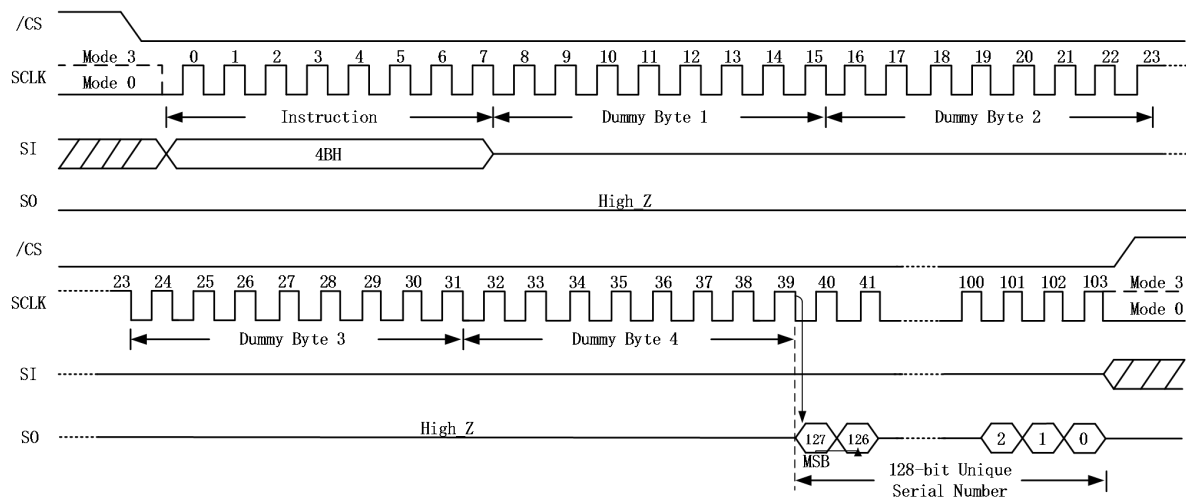 /CS
Mode 3 0 1 2 3 4 5 6 7 8 9 10 11 12 13 14 15 16 17 18 19 20 21 22 23
SCLK
Mode 0
Instruction Dummy Byte 1 Dummy Byte 2
SI
4BH
SO
High_Z
/CS
23 24 25 26 27 28 29 30 31 32 33 34 35 36 37 38 39 40 41 100 101 102 103 Mode 3
SCLK
Mode 0
Dummy Byte 3 Dummy Byte 4
SI
High_Z
SO
127 126 2 1 0
MSB
128-bit Unique
Serial Number